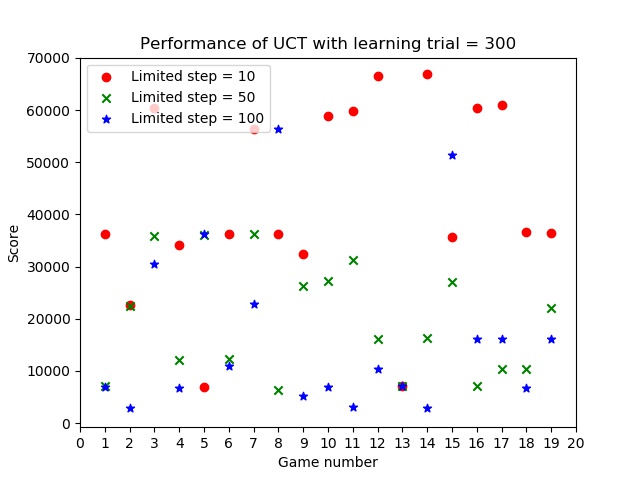 Performance of UCT with learning trial = 300
Limited step = 10
Limited step = 50
Limited step = 100
Score
70000
60000
50000
40000
30000
20000
10000
0
0 1 2 3 4 5 6 7 8 9 10 11 12 13 14 15 16 17 18 19 20
Game number